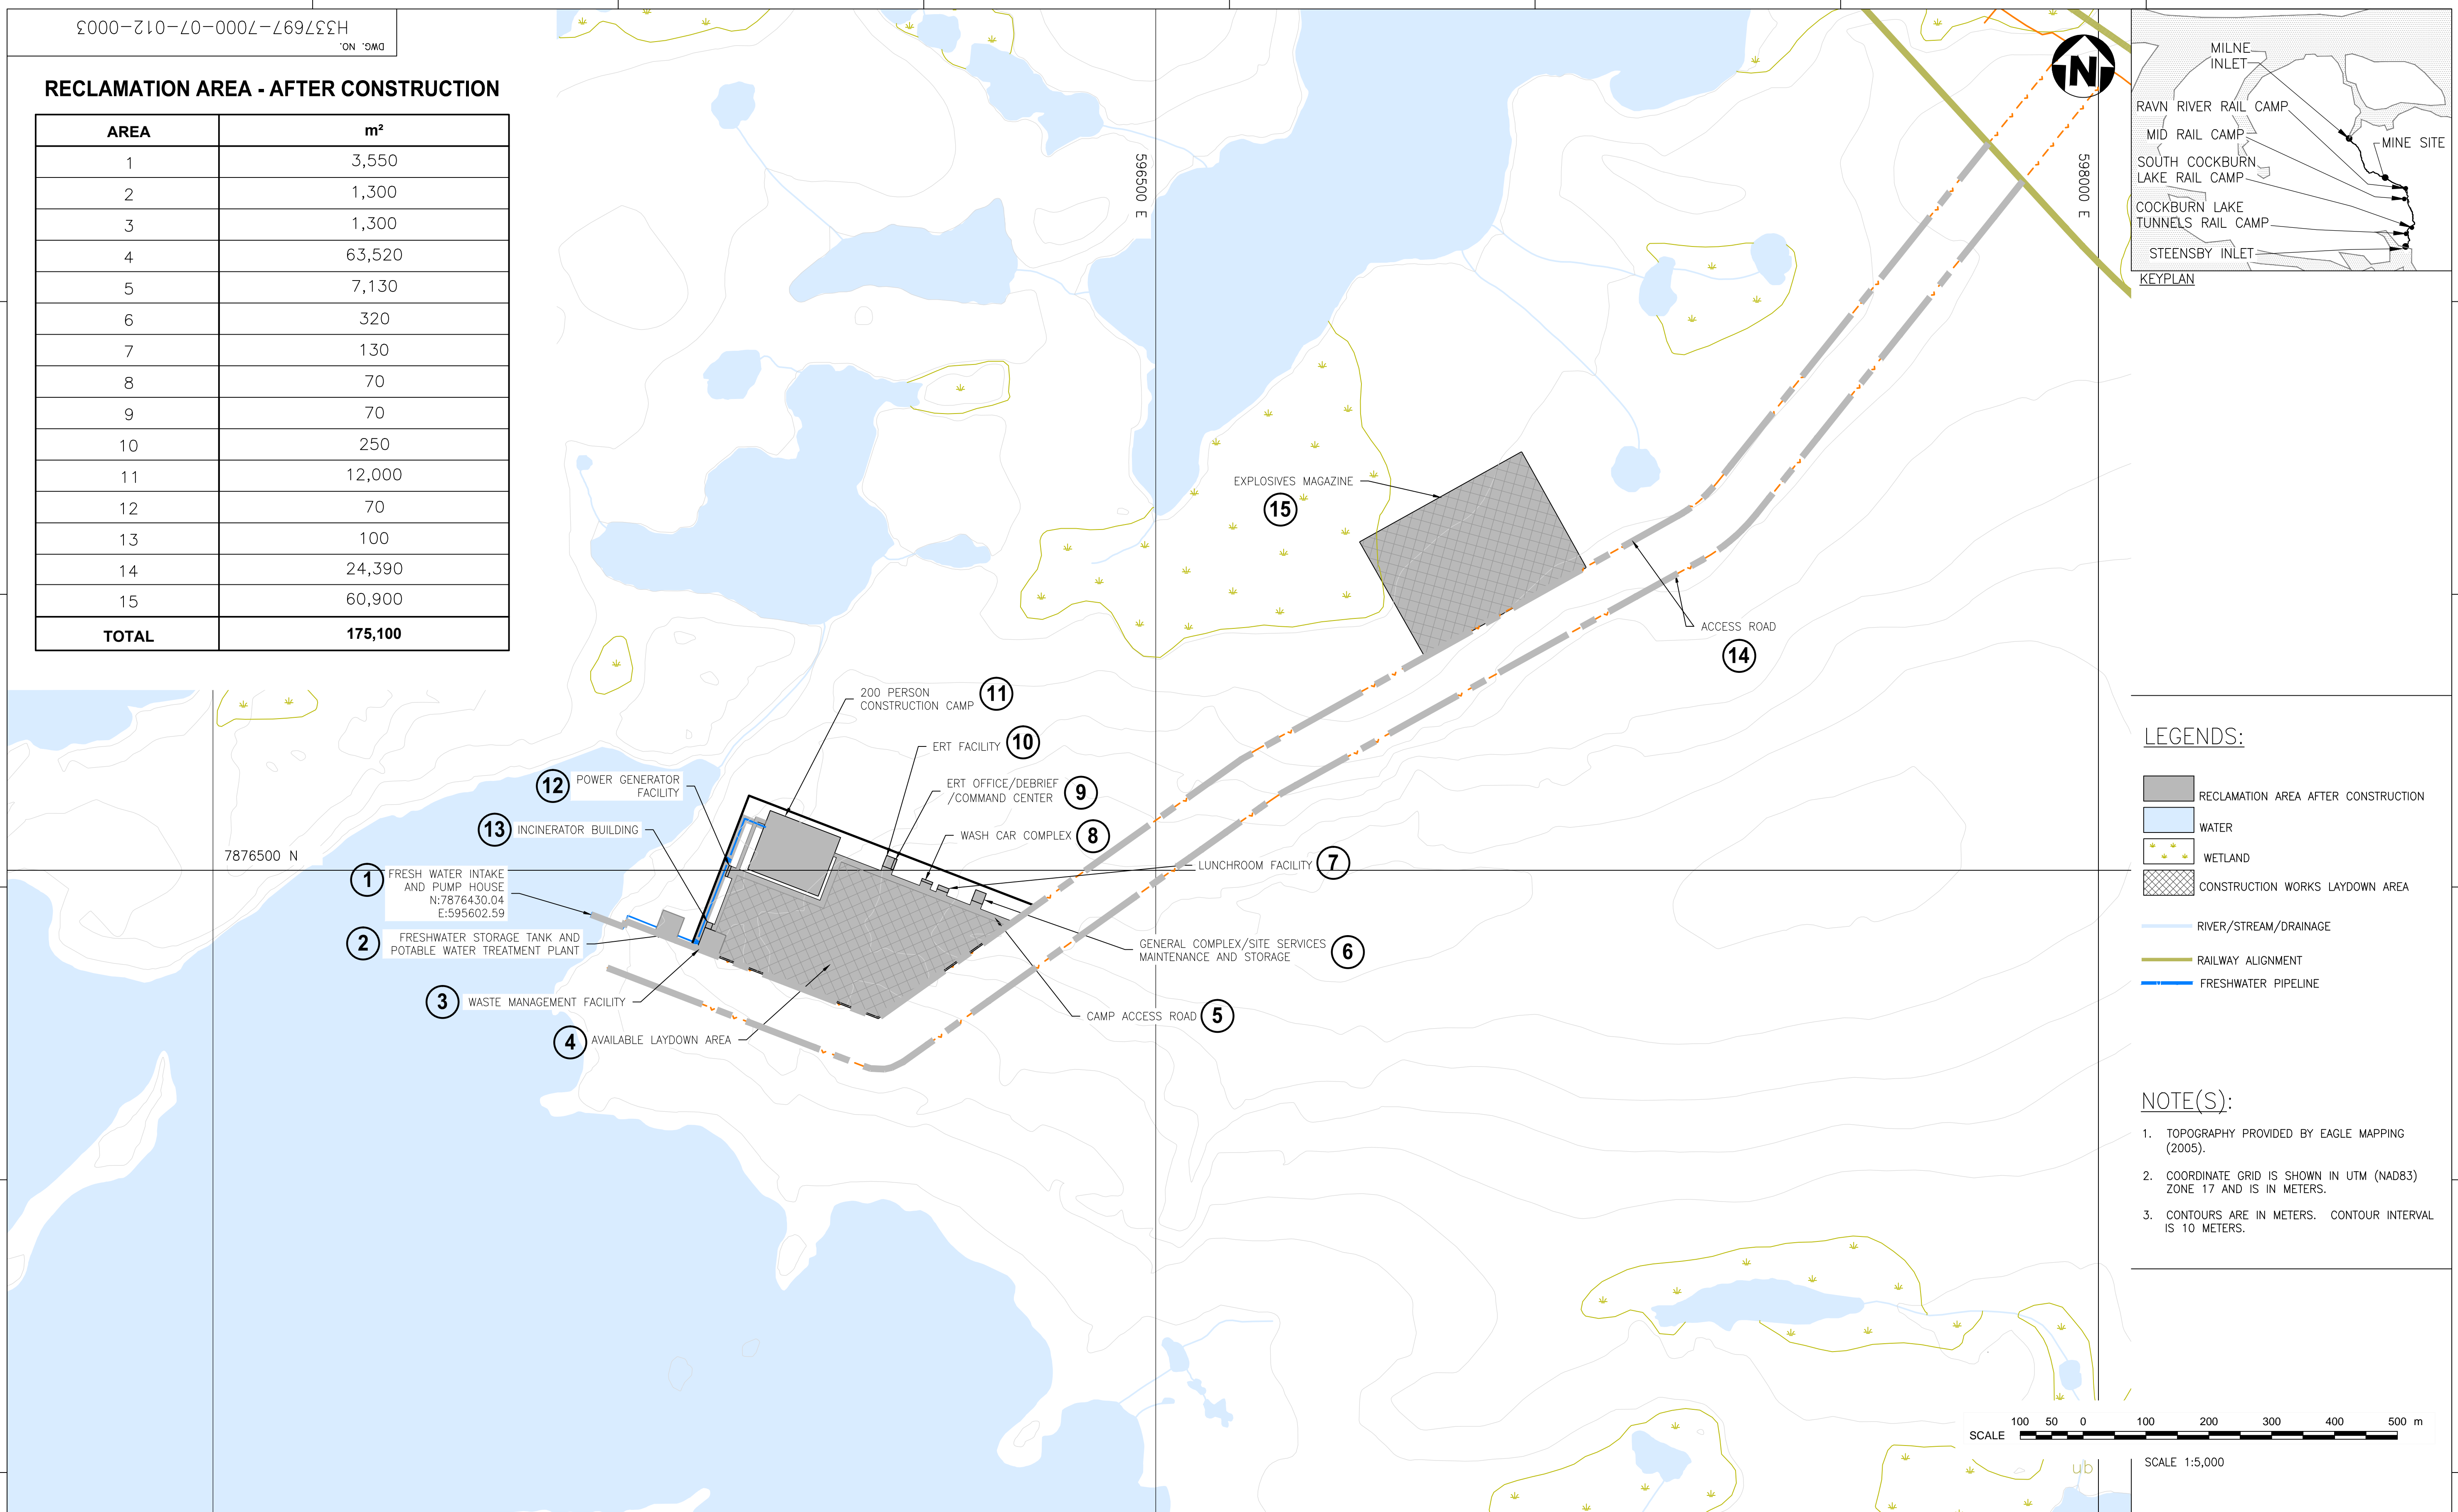 H337697-7000-07-012-0003
DWG. NO.
RECLAMATION AREA - AFTER CONSTRUCTION
AREA m²
1 3,550
2 1,300
3 1,300
4 63,520
5 7,130
6 320
7 130
8 70
9 70
10 250
11 12,000
12 70
13 100
14 24,390
15 60,900
TOTAL 175,100
596500 E
598000 E
7876500 N
N
MILNE
INLET
RAVN RIVER RAIL CAMP
MID RAIL CAMP
MINE SITE
SOUTH COCKBURN
LAKE RAIL CAMP
COCKBURN LAKE
TUNNELS RAIL CAMP
STEENSBY INLET
KEYPLAN
EXPLOSIVES MAGAZINE
15
ACCESS ROAD
14
200 PERSON
CONSTRUCTION CAMP
11
ERT FACILITY
10
ERT OFFICE/DEBRIEF
/COMMAND CENTER
9
WASH CAR COMPLEX
8
LUNCHROOM FACILITY
7
12
POWER GENERATOR
FACILITY
13
INCINERATOR BUILDING
1
FRESH WATER INTAKE
AND PUMP HOUSE
N:7876430.04
E:595602.59
2
FRESHWATER STORAGE TANK AND
POTABLE WATER TREATMENT PLANT
GENERAL COMPLEX/SITE SERVICES
MAINTENANCE AND STORAGE
6
3
WASTE MANAGEMENT FACILITY
CAMP ACCESS ROAD
5
4
AVAILABLE LAYDOWN AREA
LEGENDS:
RECLAMATION AREA AFTER CONSTRUCTION
WATER
WETLAND
CONSTRUCTION WORKS LAYDOWN AREA
RIVER/STREAM/DRAINAGE
RAILWAY ALIGNMENT
FRESHWATER PIPELINE
NOTE(S):
1. TOPOGRAPHY PROVIDED BY EAGLE MAPPING
(2005).
2. COORDINATE GRID IS SHOWN IN UTM (NAD83)
ZONE 17 AND IS IN METERS.
3. CONTOURS ARE IN METERS. CONTOUR INTERVAL
IS 10 METERS.
100 50 0 100 200 300 400 500 m
SCALE
SCALE 1:5,000
ub